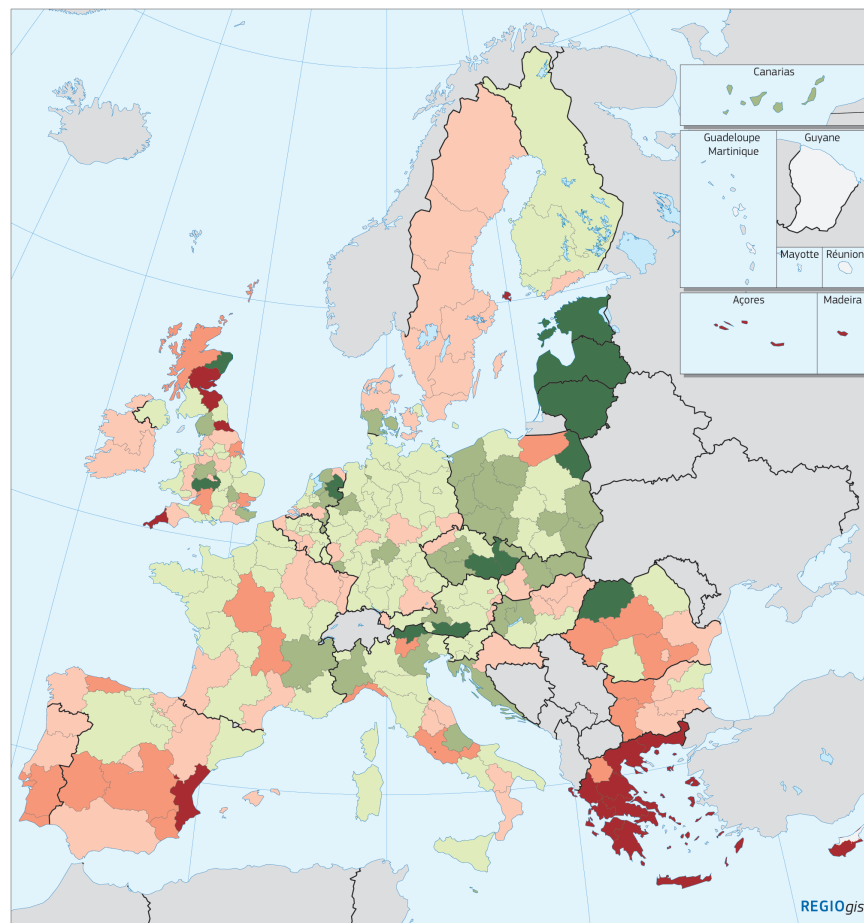 Canarias
Guadeloupe
Martinique
Guyane
Mayotte
Réunion
Açores
Madeira
REGIOgis